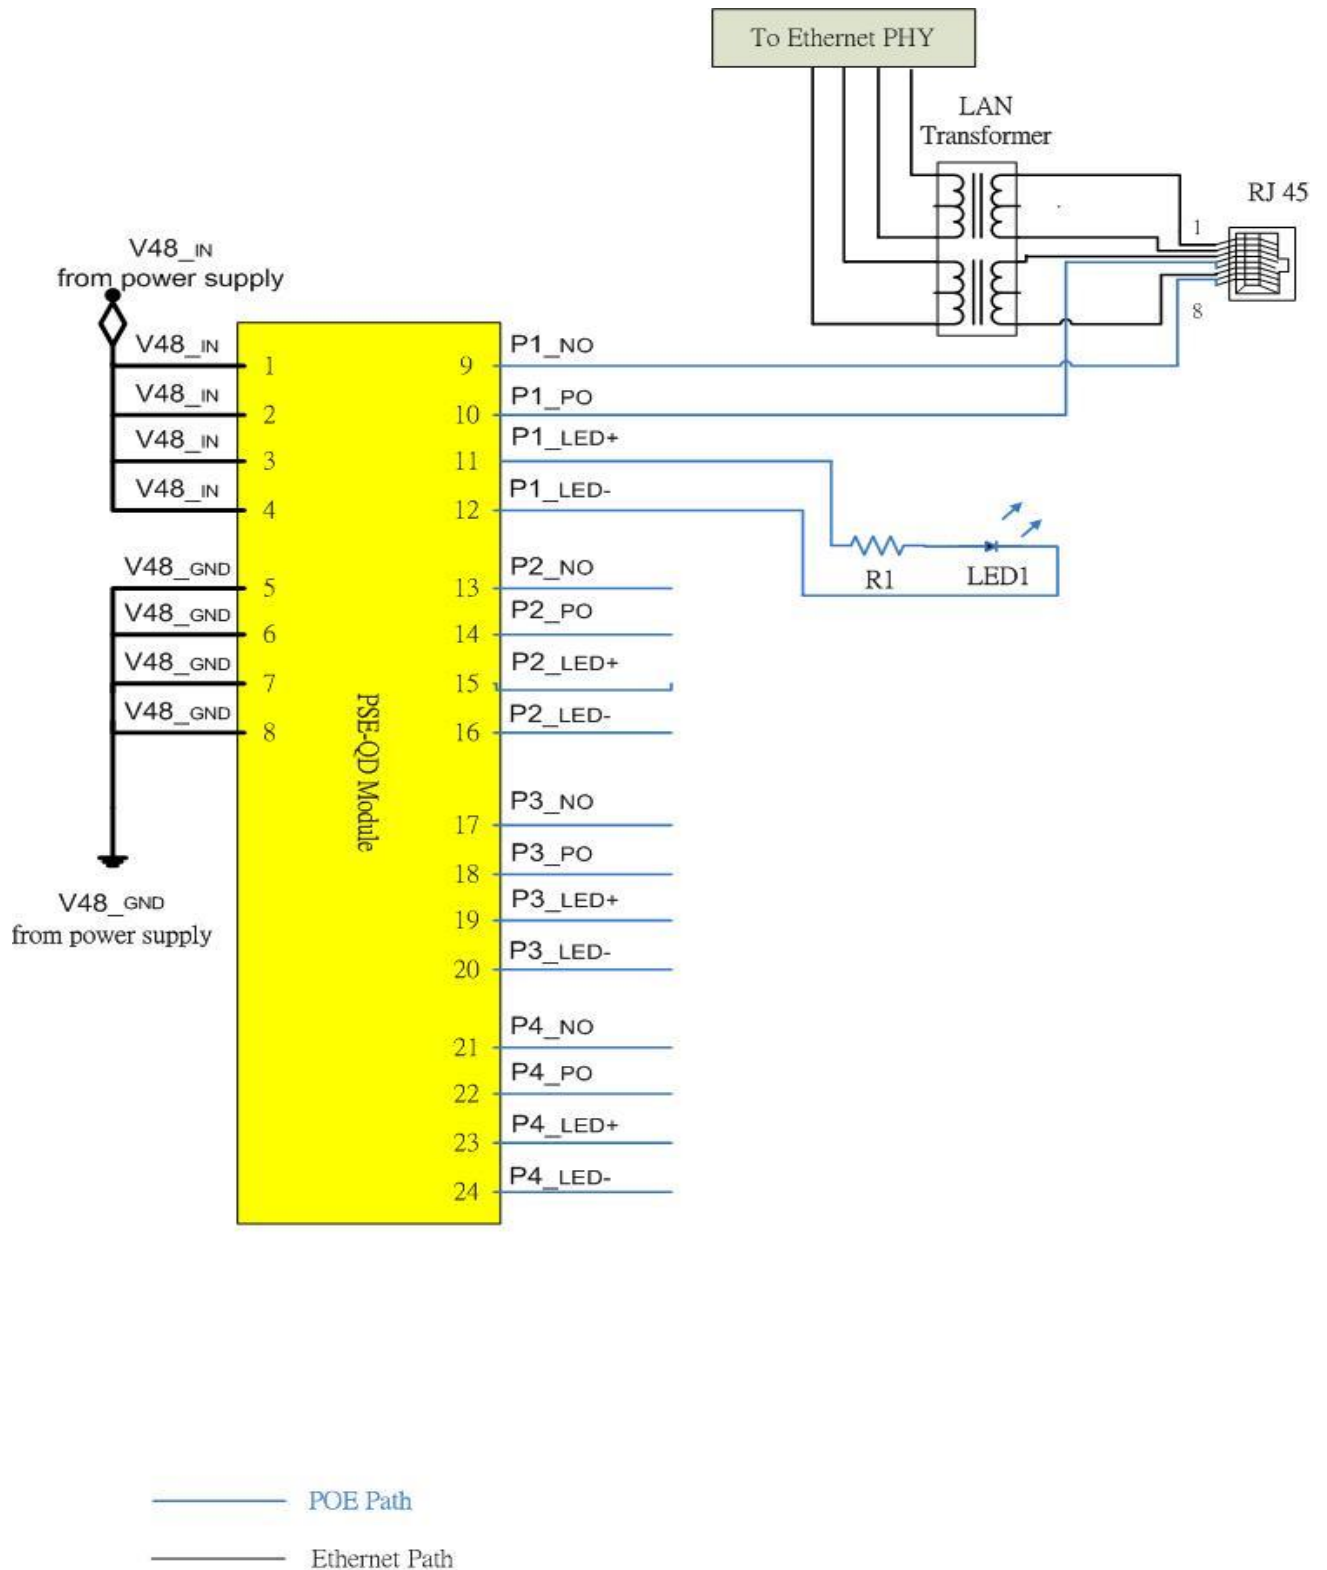 To Ethernet PHY
LAN
Transformer
RJ 45
1
8
V48_IN
from power supply
V48_IN
1
V48_IN
2
V48_IN
3
V48_IN
4
V48_GND
5
V48_GND
6
V48_GND
7
V48_GND
8
V48_GND
from power supply
PSE-QD Module
9
P1_NO
10
P1_PO
11
P1_LED+
12
P1_LED-
R1
LED1
13
P2_NO
14
P2_PO
15
P2_LED+
16
P2_LED-
17
P3_NO
18
P3_PO
19
P3_LED+
20
P3_LED-
21
P4_NO
22
P4_PO
23
P4_LED+
24
P4_LED-
POE Path
Ethernet Path